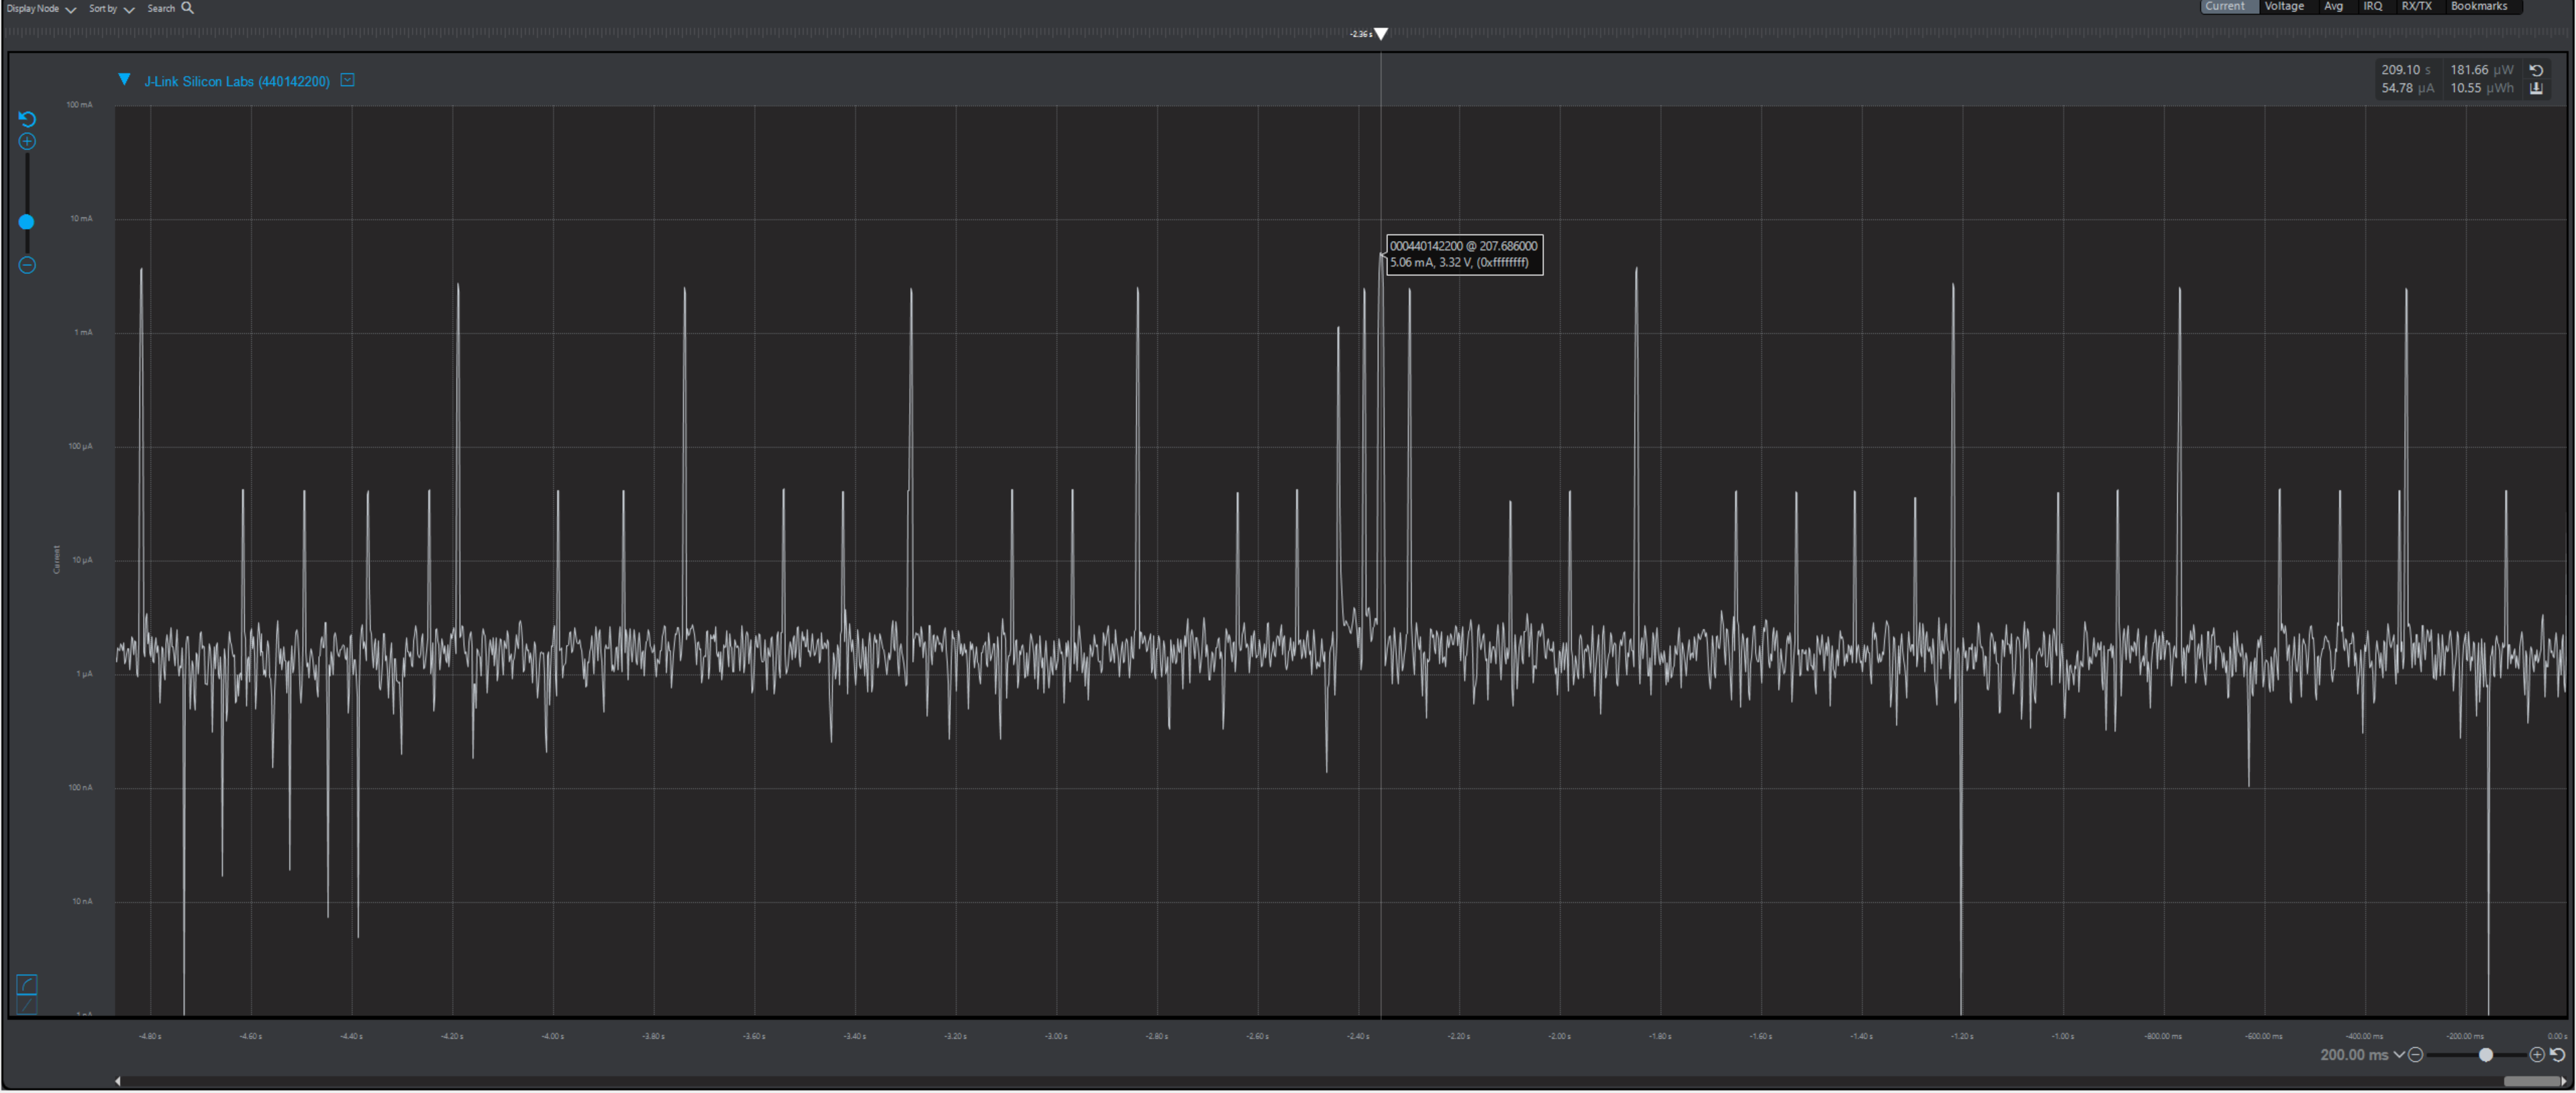 Display Node Sort by Search Current Voltage Avg IRQ RX/TX Bookmarks
-2.36 s
J-Link Silicon Labs (440142200)
209.10 s 181.66 µW
54.78 µA 10.55 µWh
100 mA
10 mA
000440142200 @ 207.686000
5.06 mA, 3.32 V, (0xffffffff)
1 mA
100 µA
Current
10 µA
1 µA
100 nA
10 nA
-4.80 s -4.60 s -4.40 s -4.20 s -4.00 s -3.80 s -3.60 s -3.40 s -3.20 s -3.00 s -2.80 s -2.60 s -2.40 s -2.20 s -2.00 s -1.80 s -1.60 s -1.40 s -1.20 s -1.00 s -800.00 ms -600.00 ms -400.00 ms -200.00 ms 0.00 s
200.00 ms